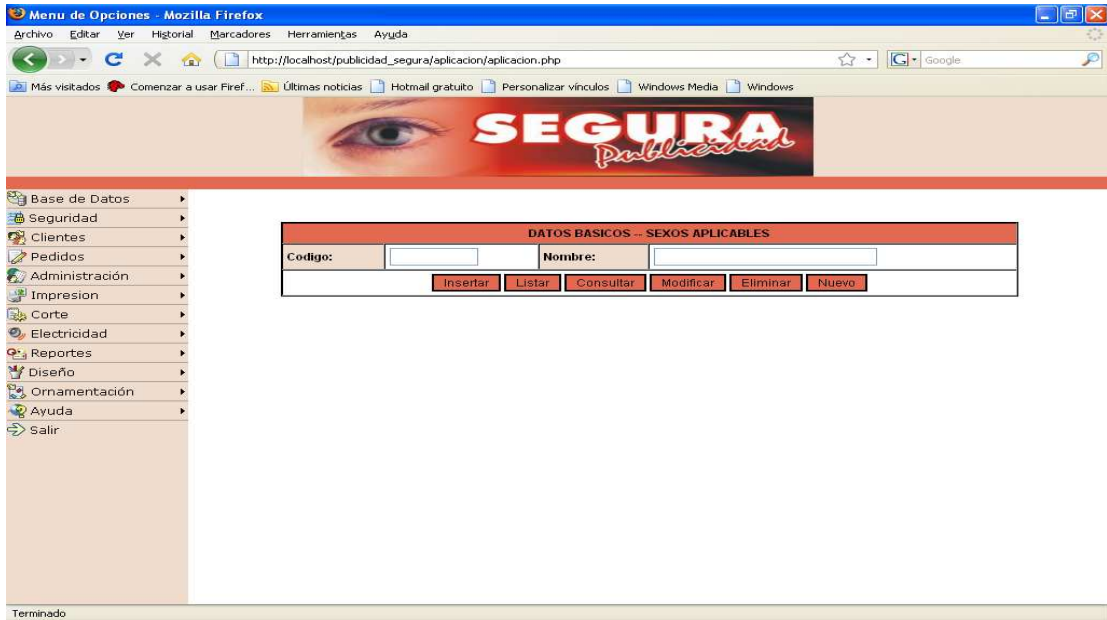 Menu de Opciones - Mozilla Firefox
Archivo Editar Ver Historial Marcadores Herramientas Ayuda
http://localhost/publicidad_segura/aplicacion/aplicacion.php
G Google
Más visitados Comenzar a usar Firef... Últimas noticias Hotmail gratuito Personalizar vínculos Windows Media Windows
SEGURA
Publicidad
Base de Datos
Seguridad
Clientes
Pedidos
Administración
Impresion
Corte
Electricidad
Reportes
Diseño
Ornamentación
Ayuda
Salir
DATOS BASICOS -- SEXOS APLICABLES
Codigo: Nombre:
Insertar Listar Consultar Modificar Eliminar Nuevo
Terminado